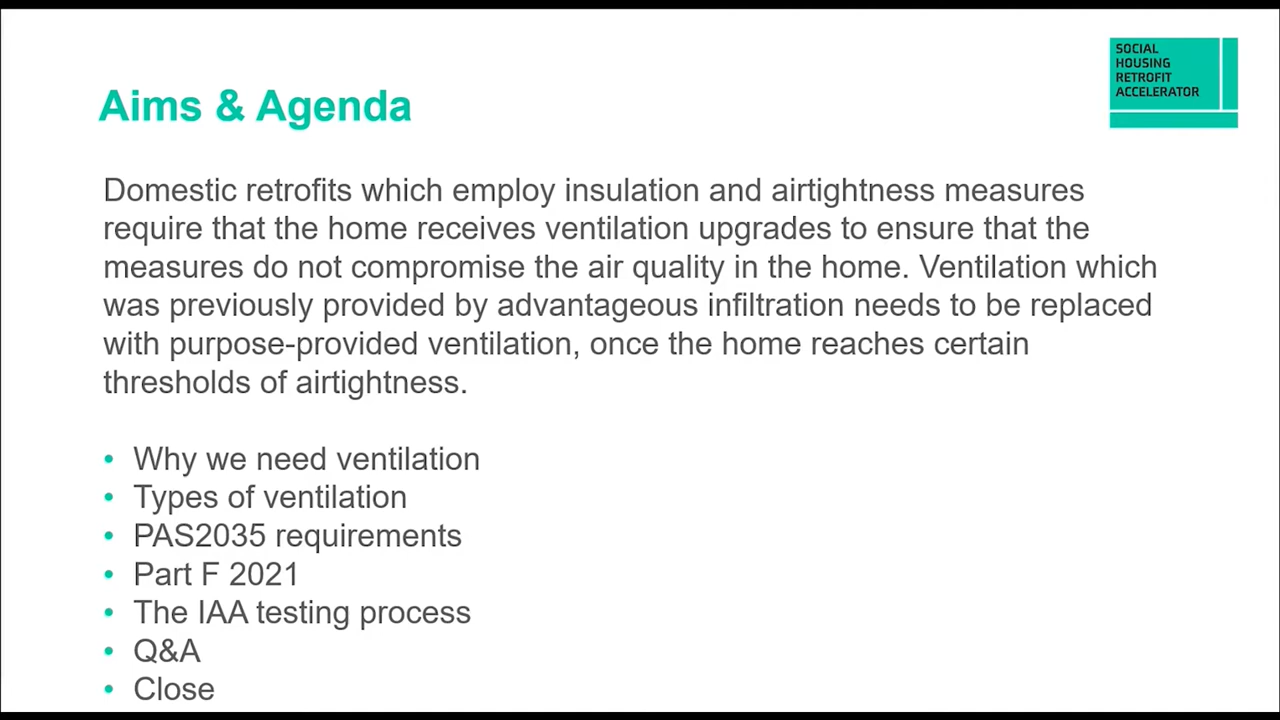 SOCIAL
HOUSING
RETROFIT
ACCELERATOR
Aims & Agenda
Domestic retrofits which employ insulation and airtightness measures
require that the home receives ventilation upgrades to ensure that the
measures do not compromise the air quality in the home. Ventilation which
was previously provided by advantageous infiltration needs to be replaced
with purpose-provided ventilation, once the home reaches certain
thresholds of airtightness.
• Why we need ventilation
• Types of ventilation
• PAS2035 requirements
• Part F 2021
• The IAA testing process
• Q&A
• Close